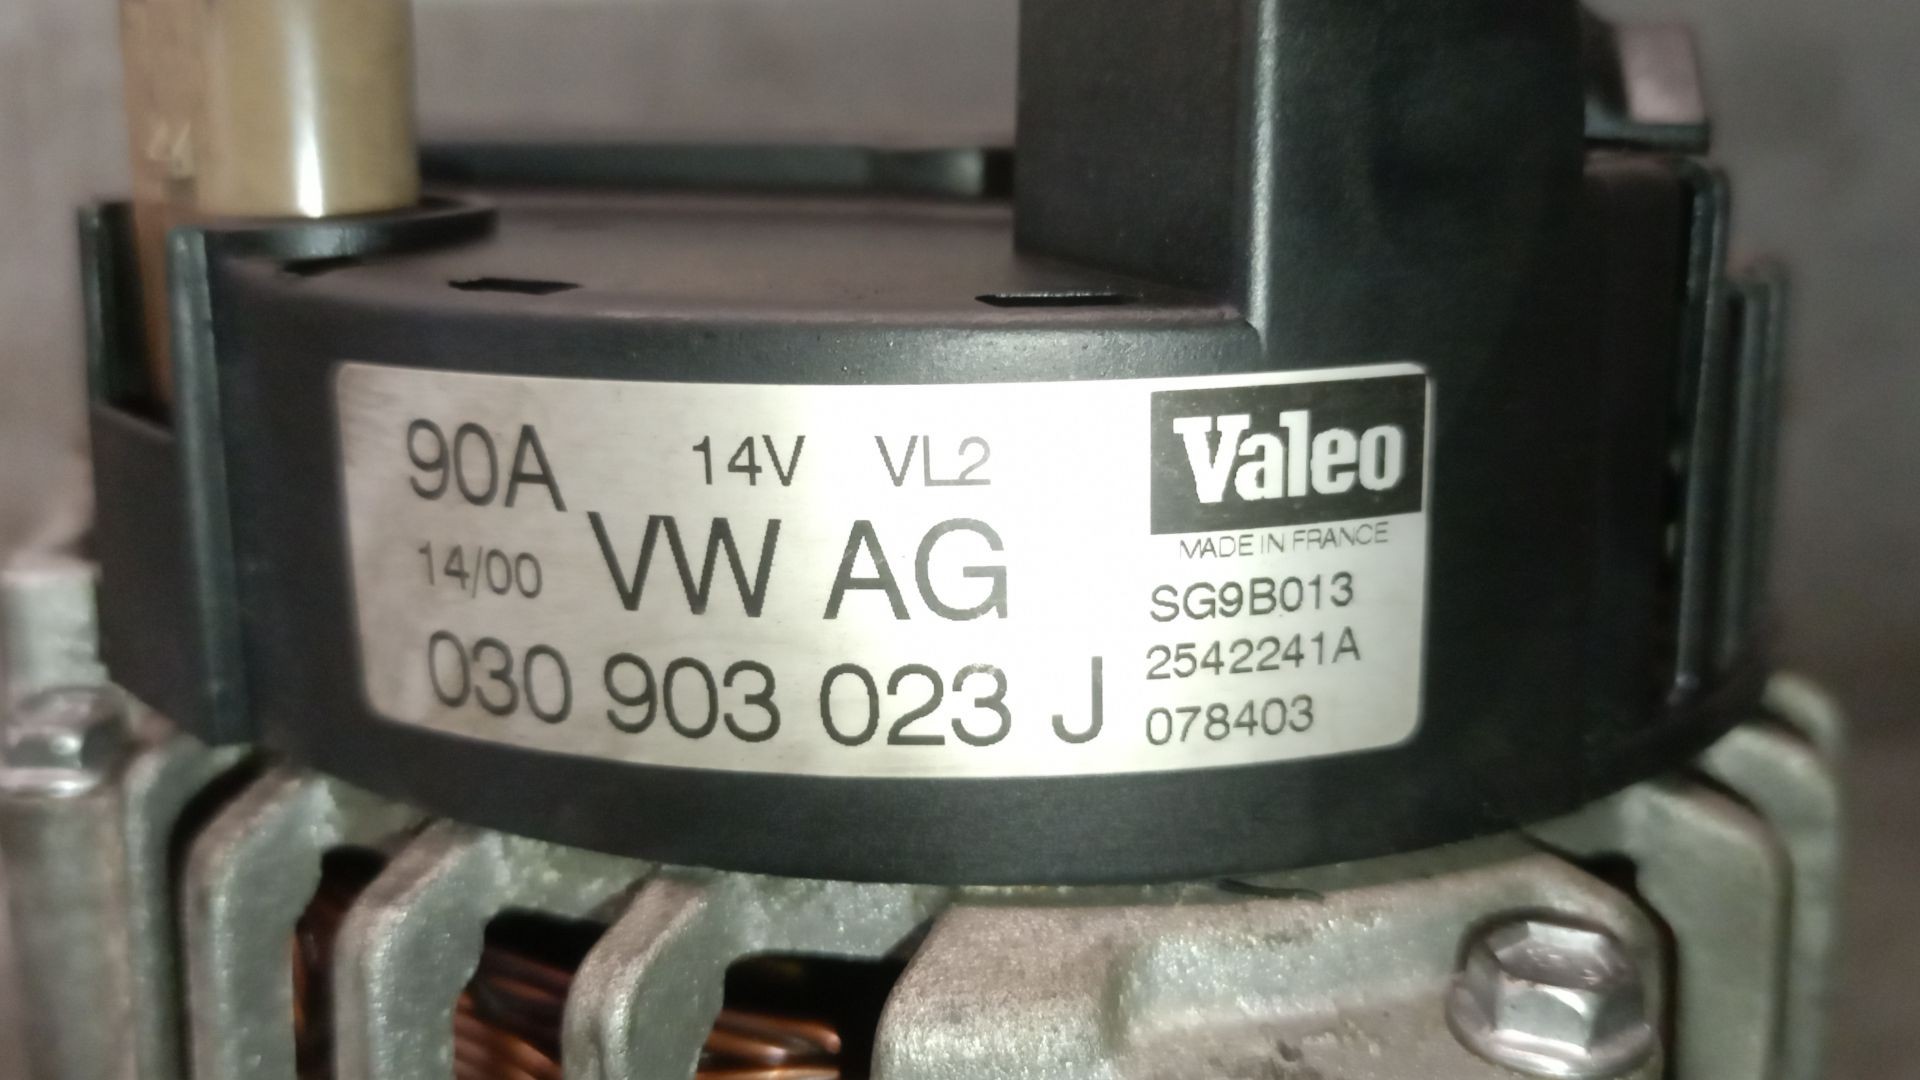 90A 14V VL2 Valeo
MADE IN FRANCE
14/00 VW AG SG9B013
2542241A
030 903 023 J 078403